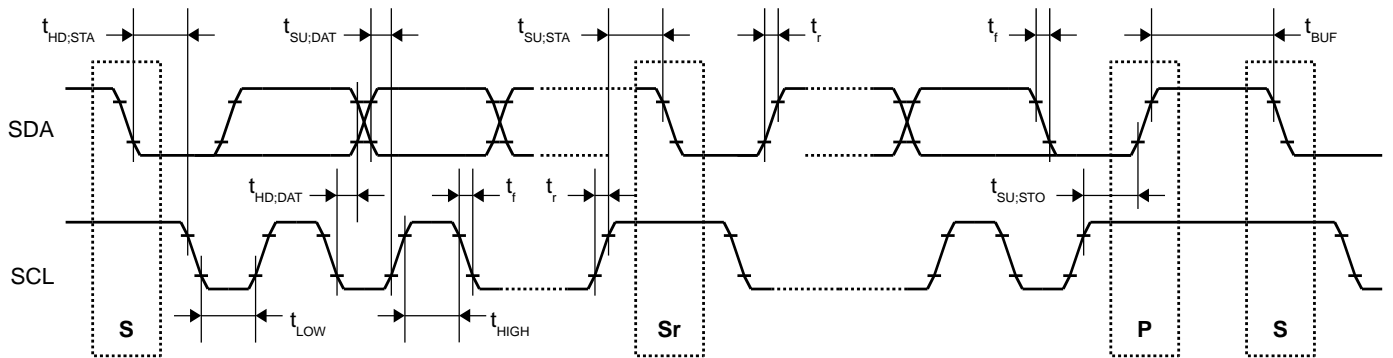 tHD;STA tSU;DAT tSU;STA tr tf tBUF
SDA
tHD;DAT tf tr tSU;STO
SCL
tLOW tHIGH
S Sr P S